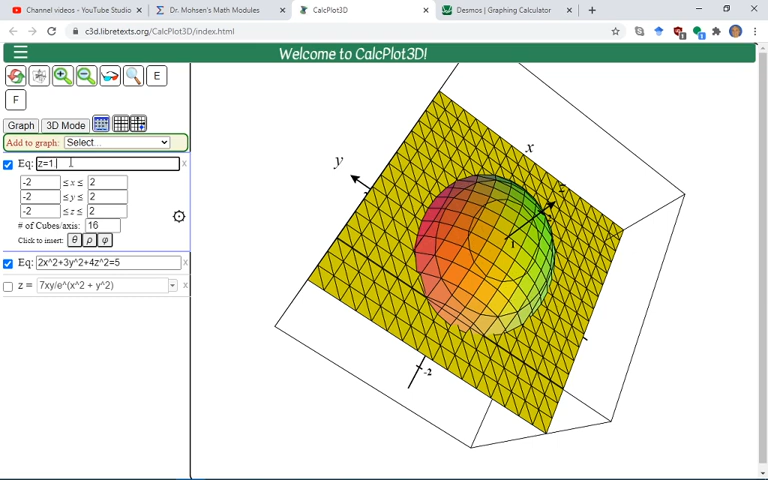 Channel videos - YouTube Studio
Dr. Mohsen's Math Modules
CalcPlot3D
Desmos | Graphing Calculator
c3d.libretexts.org/CalcPlot3D/index.html
Welcome to CalcPlot3D!
E
F
Graph
3D Mode
Add to graph: Select...
Eq: z=1
-2 ≤ x ≤ 2
-2 ≤ y ≤ 2
-2 ≤ z ≤ 2
# of Cubes/axis: 16
Click to insert: θ ρ φ
Eq: 2x^2+3y^2+4z^2=5 x
z = 7xy/e^(x^2 + y^2) x
x
y
z
1
-2